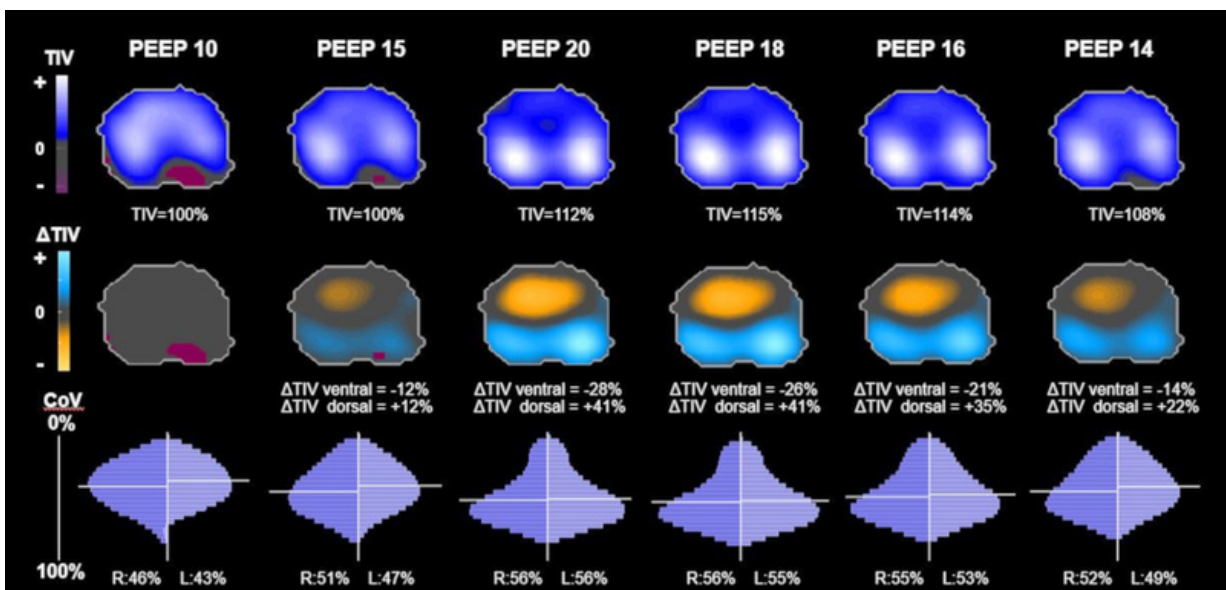 TIV
+
0
-
PEEP 10
PEEP 15
PEEP 20
PEEP 18
PEEP 16
PEEP 14
TIV=100%
TIV=100%
TIV=112%
TIV=115%
TIV=114%
TIV=108%
ΔTIV
+
0
-
ΔTIV ventral = -12%
ΔTIV dorsal = +12%
ΔTIV ventral = -28%
ΔTIV dorsal = +41%
ΔTIV ventral = -26%
ΔTIV dorsal = +41%
ΔTIV ventral = -21%
ΔTIV dorsal = +35%
ΔTIV ventral = -14%
ΔTIV dorsal = +22%
CoV
0%
100%
R:46% L:43%
R:51% L:47%
R:56% L:56%
R:56% L:55%
R:55% L:53%
R:52% L:49%